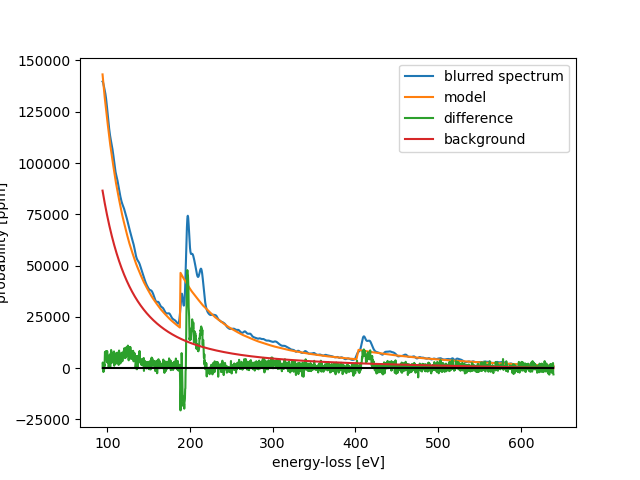 150000
125000
100000
75000
50000
25000
0
−25000
probability [ppm]
100 200 300 400 500 600
energy-loss [eV]
blurred spectrum
model
difference
background